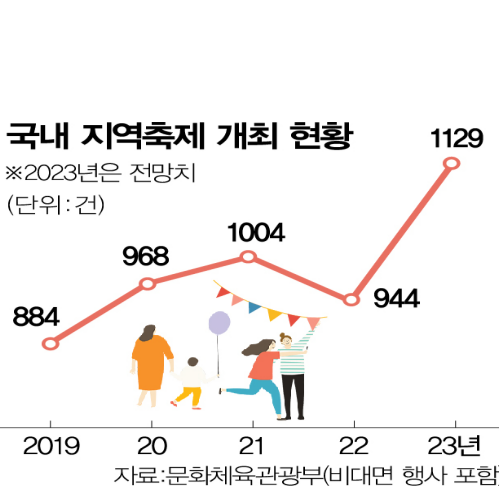 국내 지역축제 개최 현황
※2023년은 전망치
(단위:건)
1129
1004
968
944
884
2019 20 21 22 23년
자료:문화체육관광부(비대면 행사 포함)